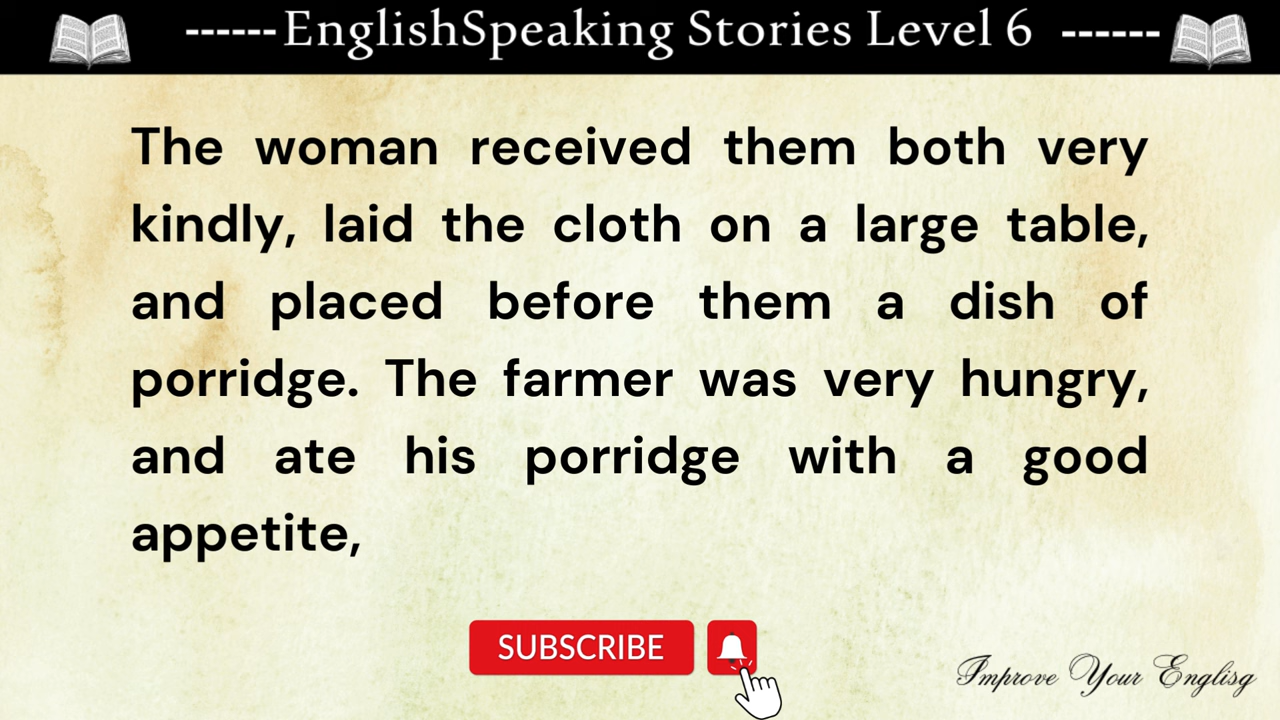 ------EnglishSpeaking Stories Level 6 ------
The woman received them both very
kindly, laid the cloth on a large table,
and placed before them a dish of
porridge. The farmer was very hungry,
and ate his porridge with a good
appetite,
SUBSCRIBE
Improve Your Englisg